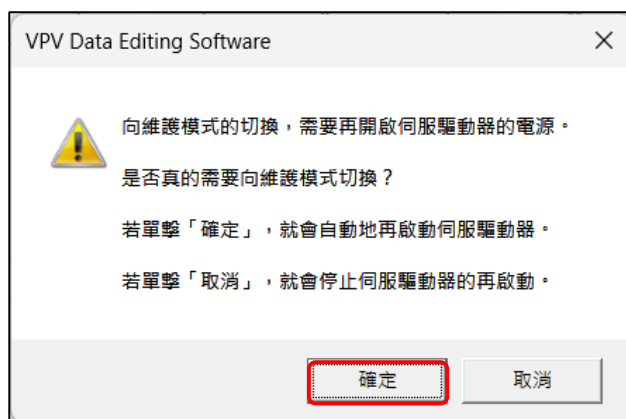 VPV Data Editing Software
向維護模式的切換，需要再開啟伺服驅動器的電源。
是否真的需要向維護模式切換？
若單擊「確定」，就會自動地再啟動伺服驅動器。
若單擊「取消」，就會停止伺服驅動器的再啟動。
確定
取消